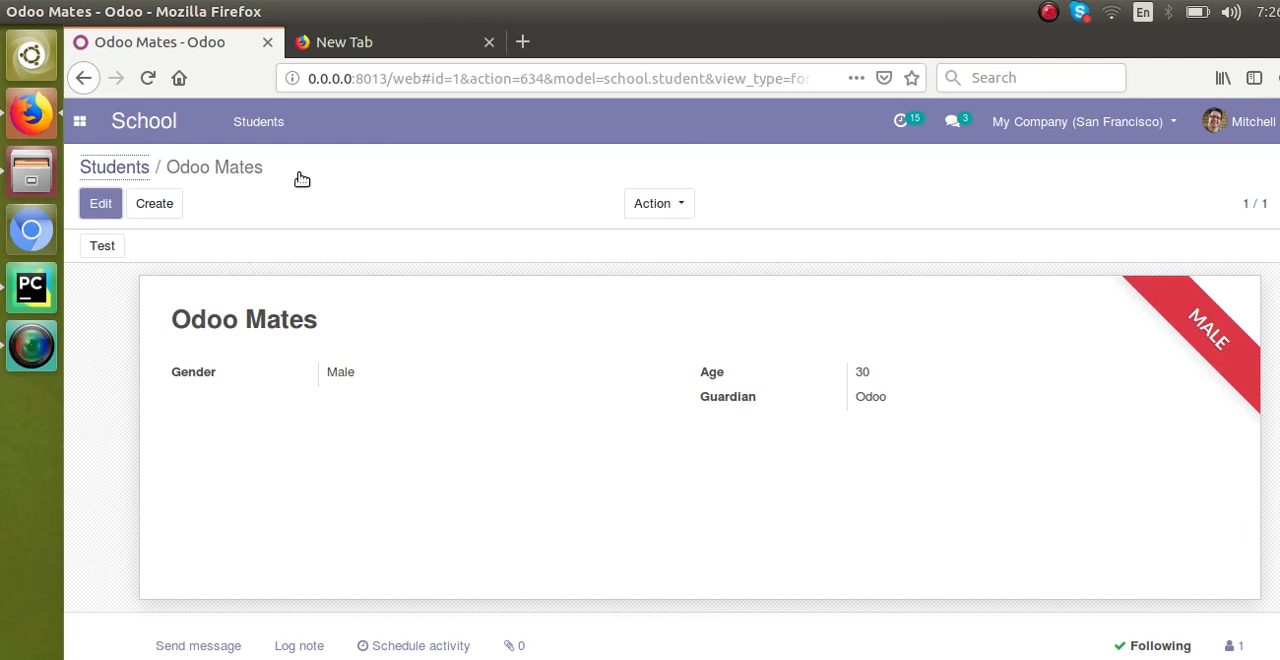 Odoo Mates - Odoo - Mozilla Firefox
En
7:26
Odoo Mates - Odoo
New Tab
0.0.0.0:8013/web#id=1&action=634&model=school.student&view_type=for
Search
School
Students
15
3
My Company (San Francisco)
Mitchell
Students / Odoo Mates
Edit
Create
Action
1 / 1
Test
PC
MALE
Odoo Mates
Gender
Male
Age
30
Guardian
Odoo
Send message
Log note
Schedule activity
0
Following
1